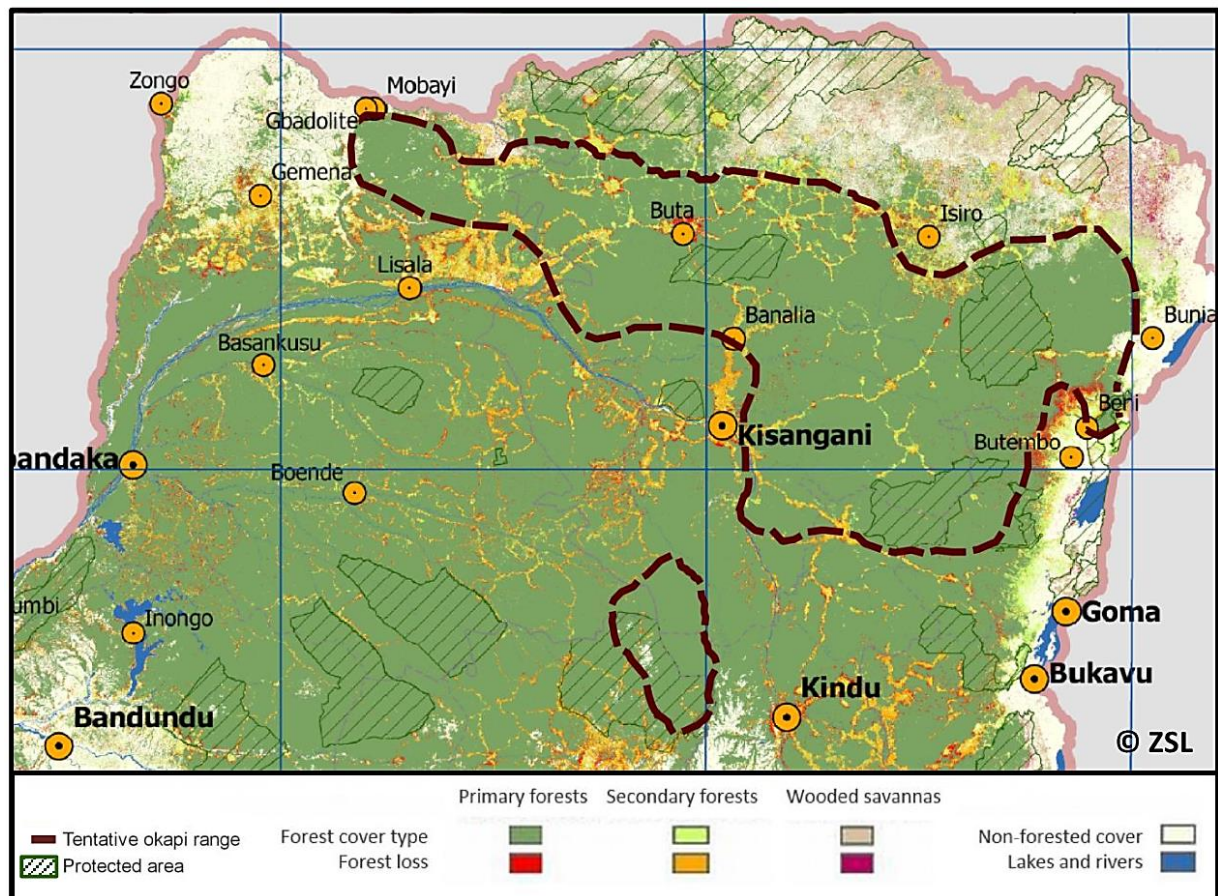 Zongo
Mobayi
Gbadolite
Gemena
Buta
Isiro
Lisala
Banalia
Bunia
Basankusu
Beni
Kisangani
Butembo
bandaka
Boende
umbi
Inongo
Goma
Bukavu
Kindu
Bandundu
© ZSL
Primary forests Secondary forests Wooded savannas
Tentative okapi range
Forest cover type
Non-forested cover
Protected area
Forest loss
Lakes and rivers